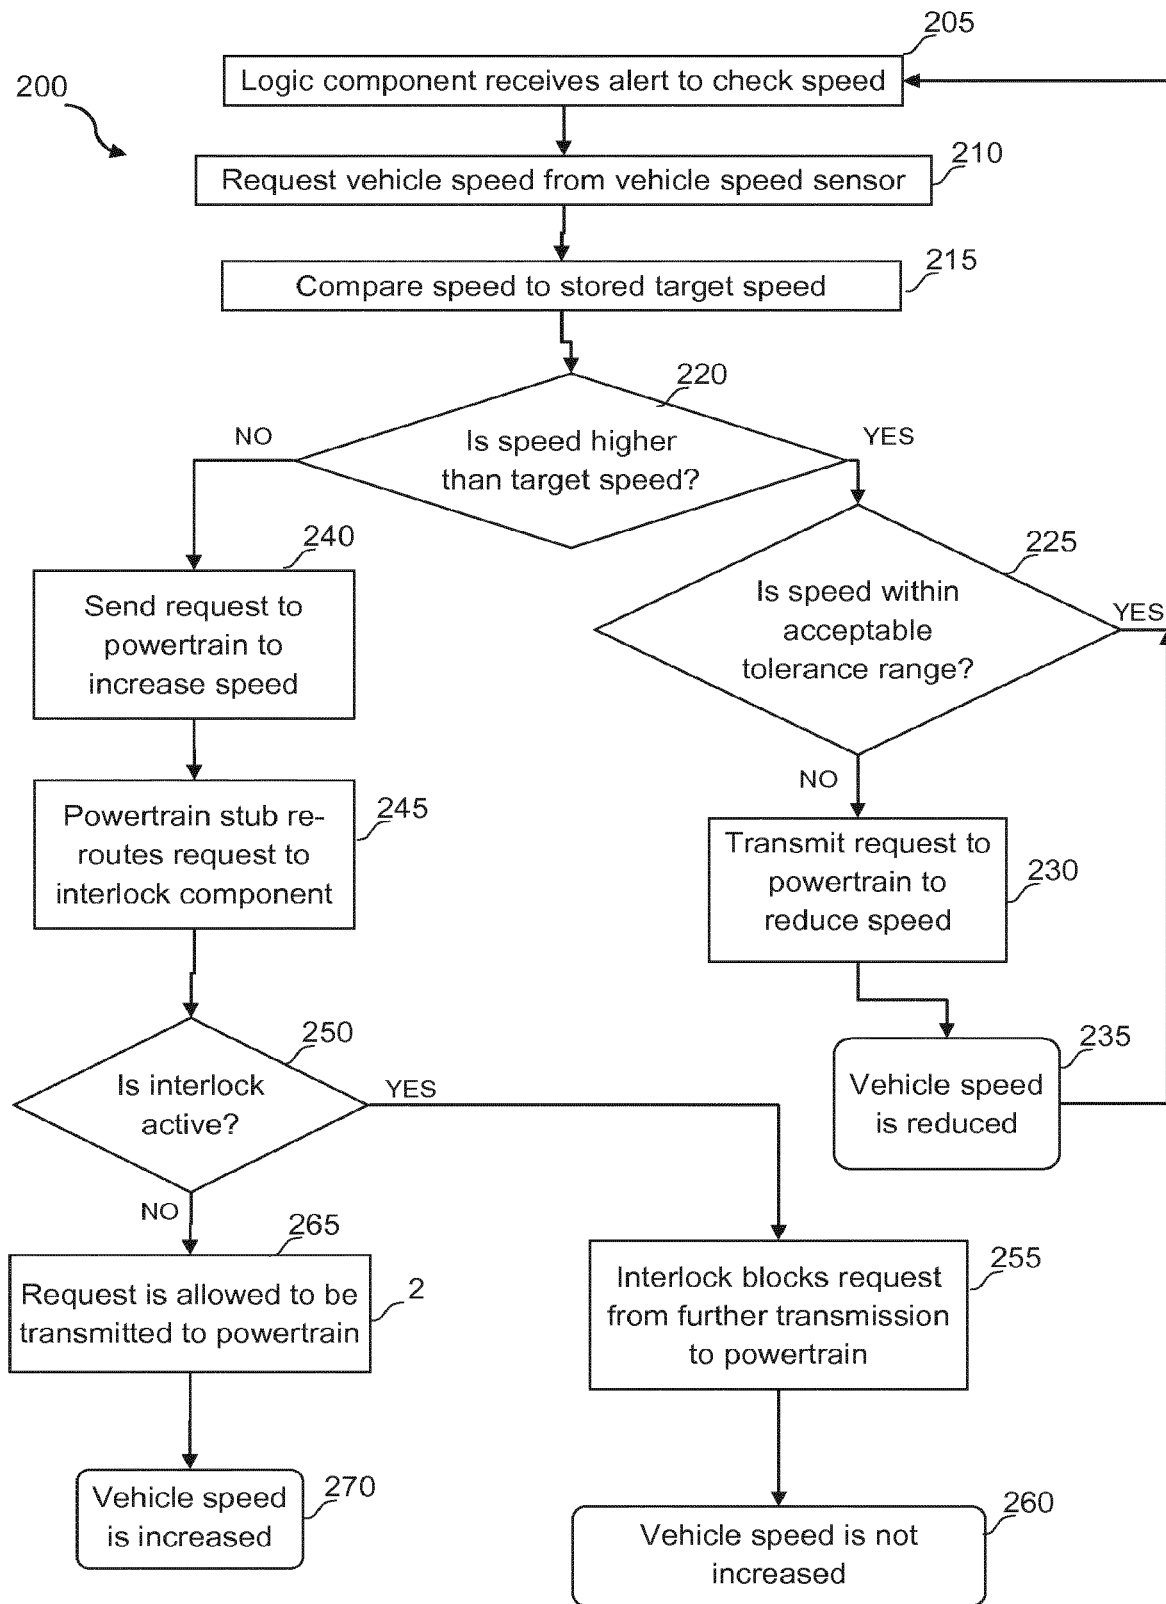 205
Logic component receives alert to check speed
200
210
Request vehicle speed from vehicle speed sensor
215
Compare speed to stored target speed
220
NO
YES
Is speed higher
than target speed?
240
225
Send request to
powertrain to
increase speed
Is speed within
acceptable
tolerance range?
YES
NO
245
Powertrain stub re-
routes request to
interlock component
Transmit request to
powertrain to
reduce speed
230
250
Is interlock
active?
YES
235
Vehicle speed
is reduced
NO
265
Request is allowed to be
transmitted to powertrain
2
255
Interlock blocks request
from further transmission
to powertrain
270
Vehicle speed
is increased
260
Vehicle speed is not
increased